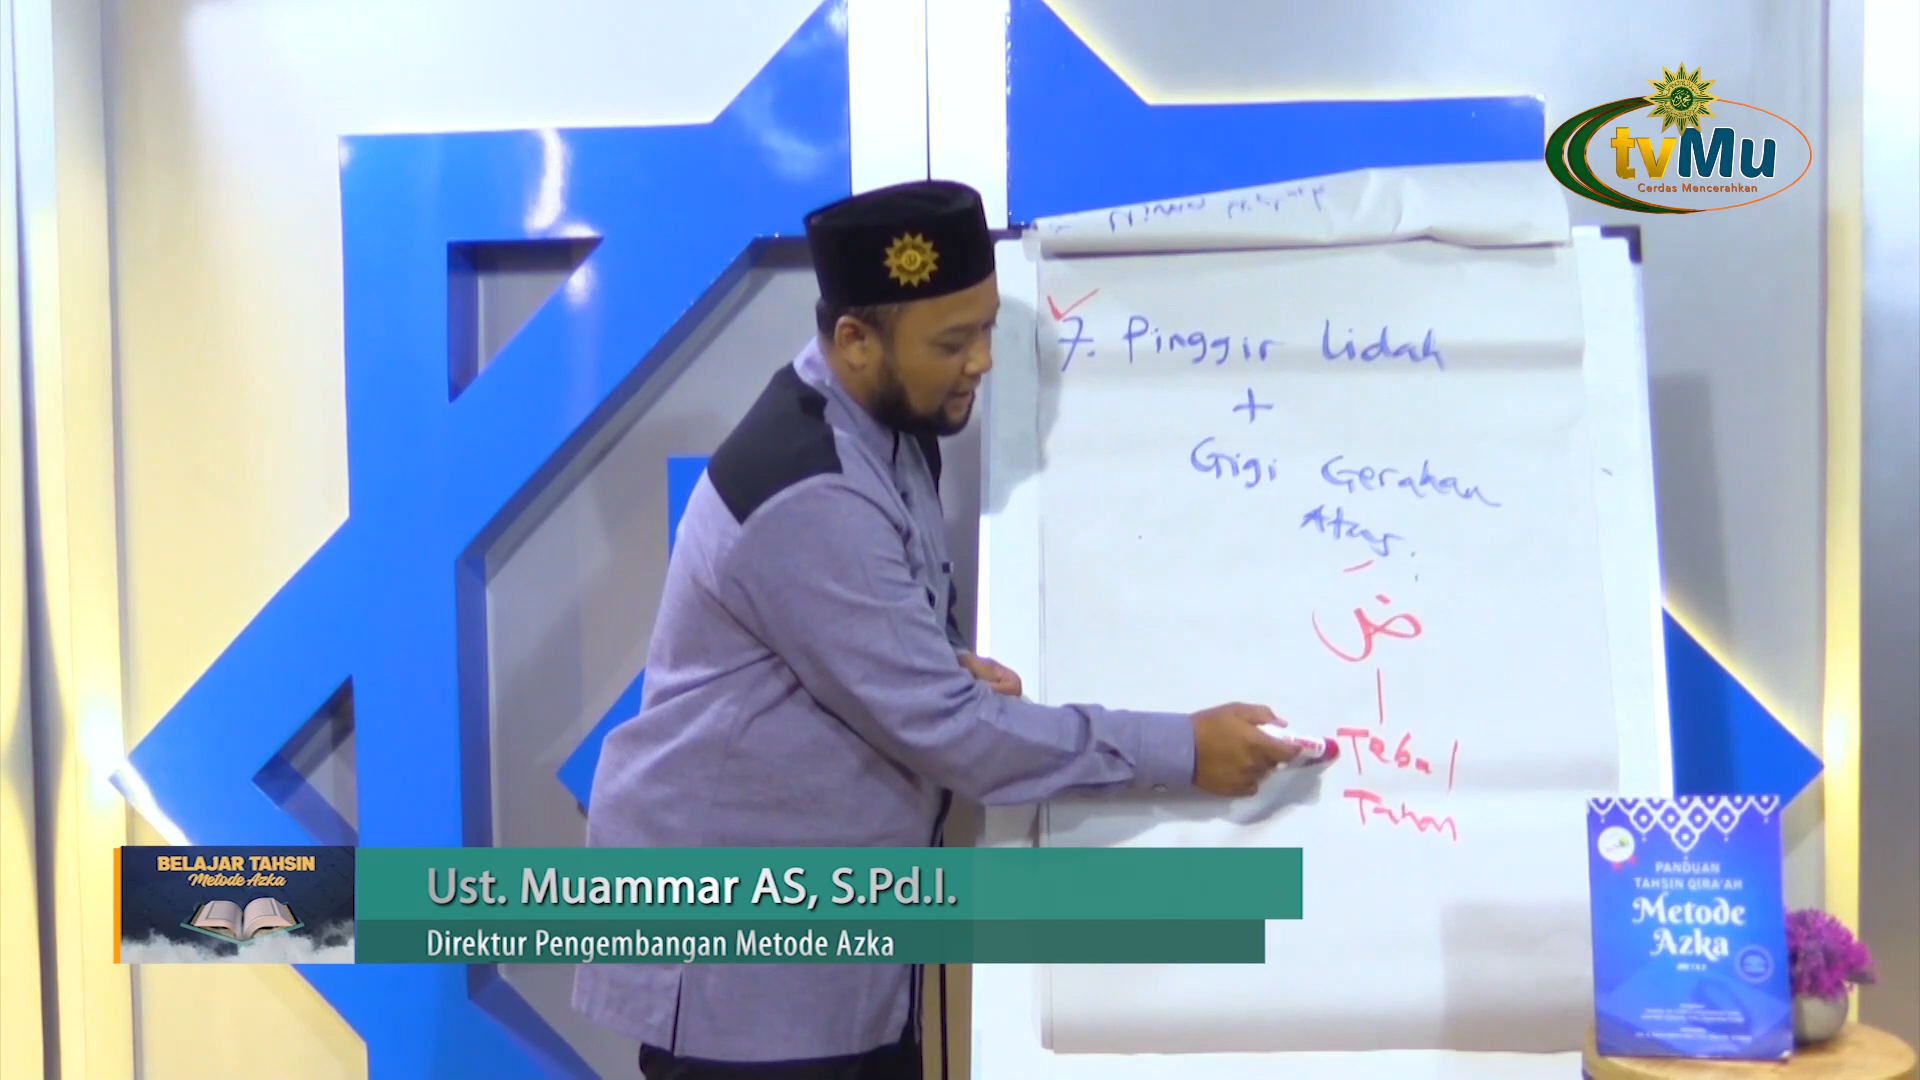 tvMu
Cerdas Mencerahkan
7. Pinggir Lidah
+
Gigi Gerahan
Atas.
ض
Tebal
Tahan
BELAJAR TAHSIN
Metode Azka
Ust. Muammar AS, S.Pd.I.
Direktur Pengembangan Metode Azka
PANDUAN
TAHSIN QIRA'AH
Metode
Azka